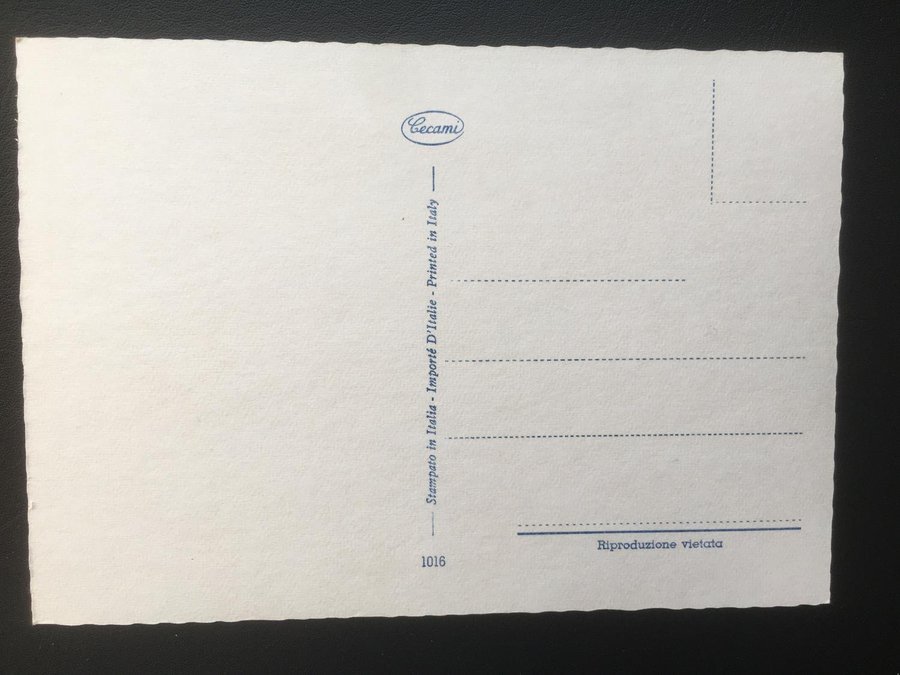 Cecami
Stampato in Italia - Importé D'Italie - Printed in Italy
1016
Riproduzione vietata